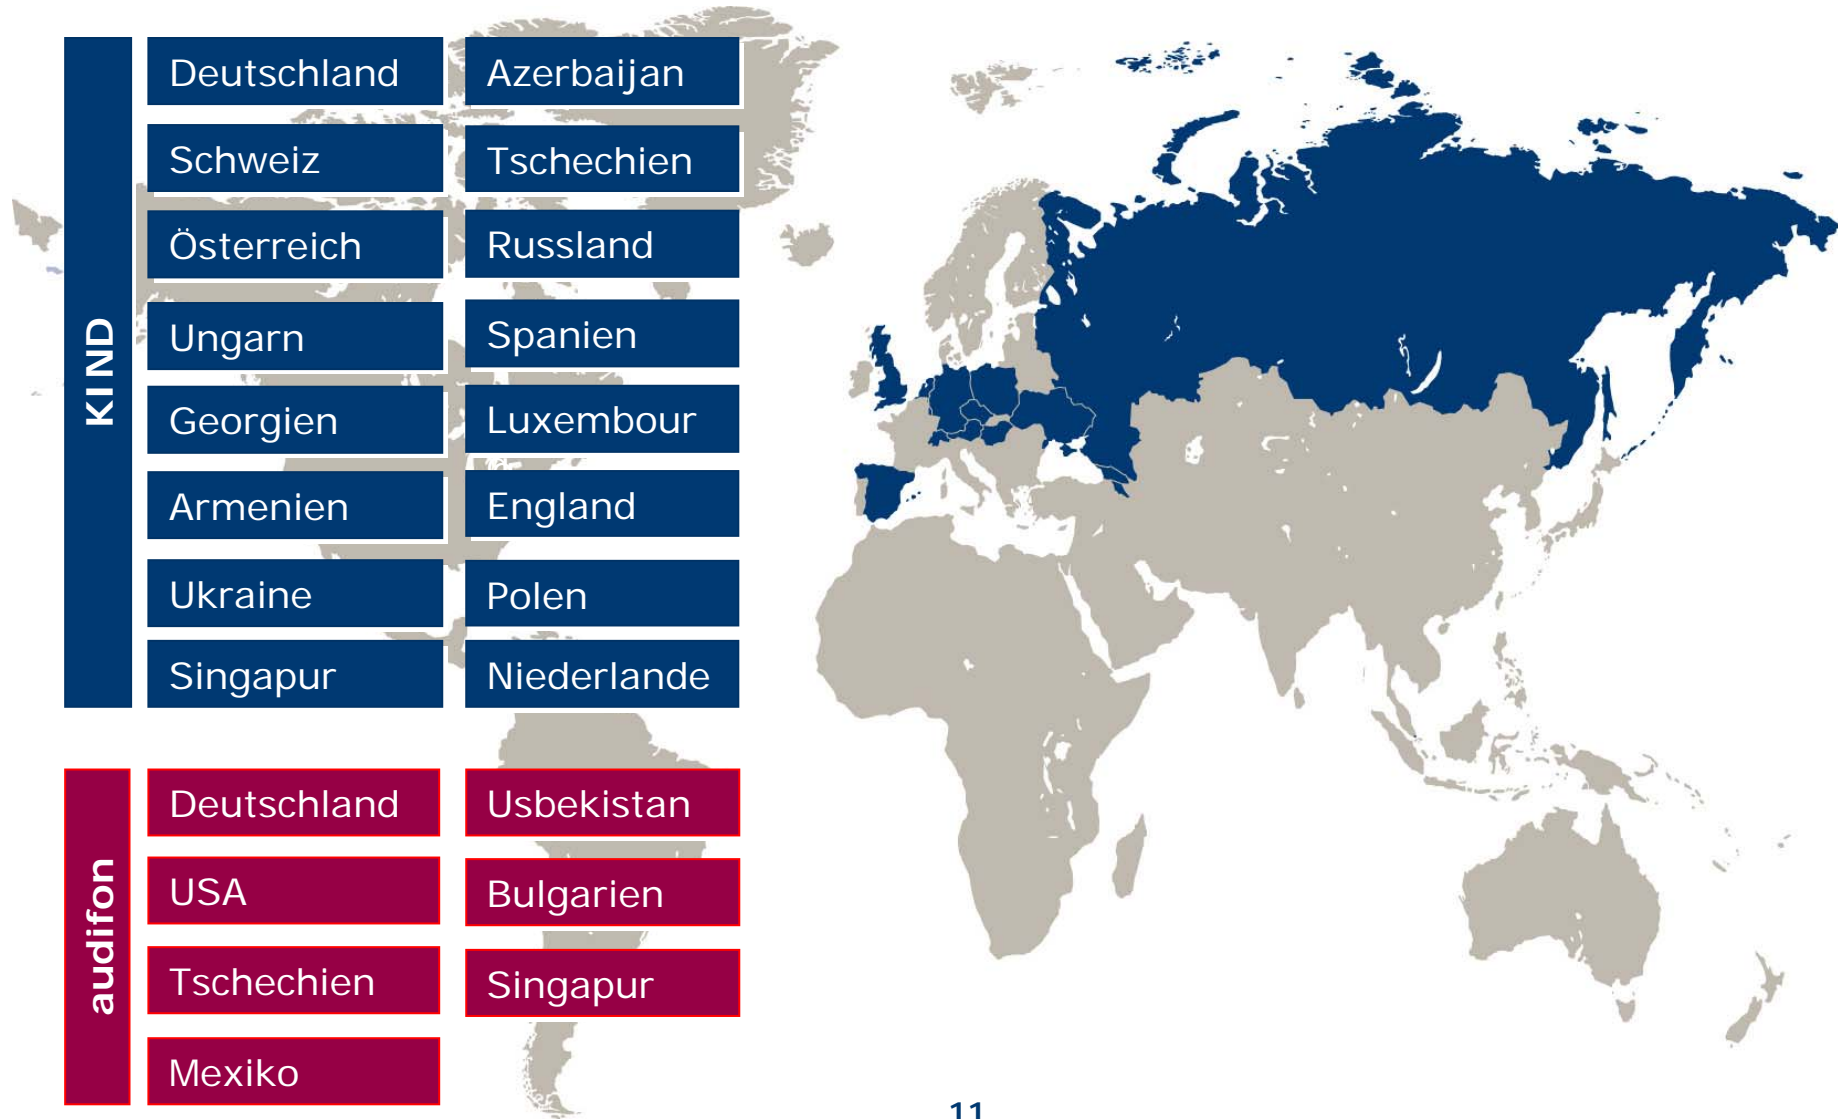 KIND
Deutschland
Azerbaijan
Schweiz
Tschechien
Österreich
Russland
Ungarn
Spanien
Georgien
Luxembour
Armenien
England
Ukraine
Polen
Singapur
Niederlande
audifon
Deutschland
Usbekistan
USA
Bulgarien
Tschechien
Singapur
Mexiko
11